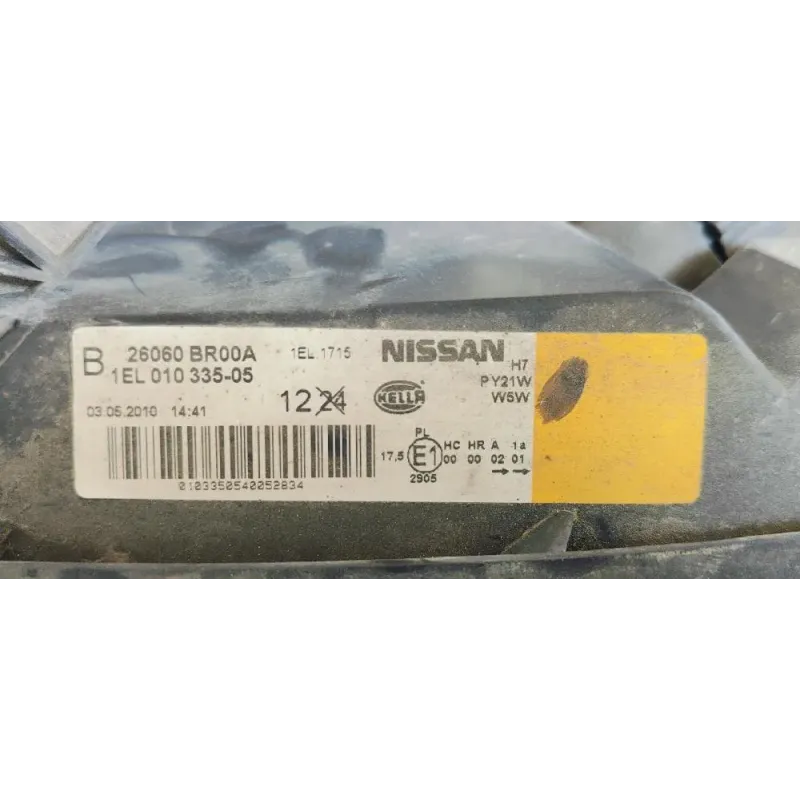 B 26060 BR00A 1EL.1715 NISSAN
1EL 010 335-05
H7
PY21W
W5W
03.05.2010 14:41 12 24 HELLA
PL
17,5 E1 HC HR A 1a
00 00 02 01
2905
0103350540052834